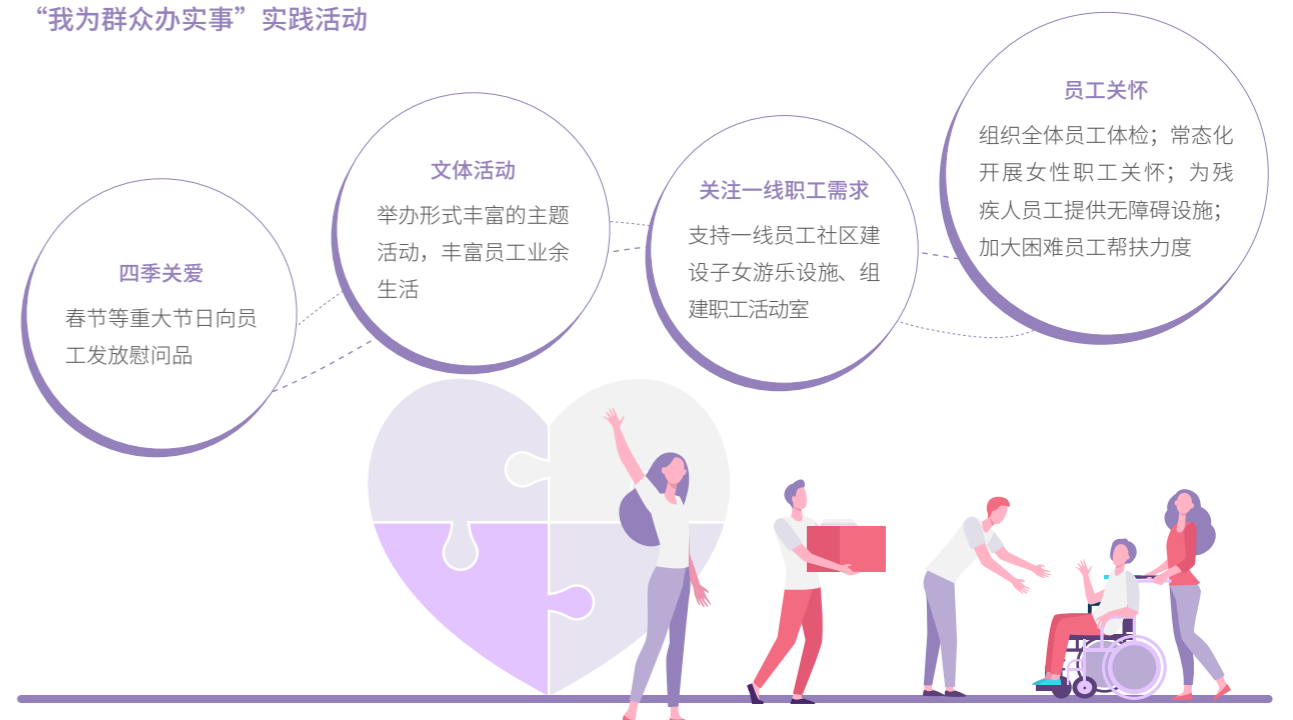 “我为群众办实事”实践活动
四季关爱
春节等重大节日向员
工发放慰问品
文体活动
举办形式丰富的主题
活动，丰富员工业余
生活
关注一线职工需求
支持一线员工社区建
设子女游乐设施、组
建职工活动室
员工关怀
组织全体员工体检；常态化
开展女性职工关怀；为残
疾人员工提供无障碍设施；
加大困难员工帮扶力度